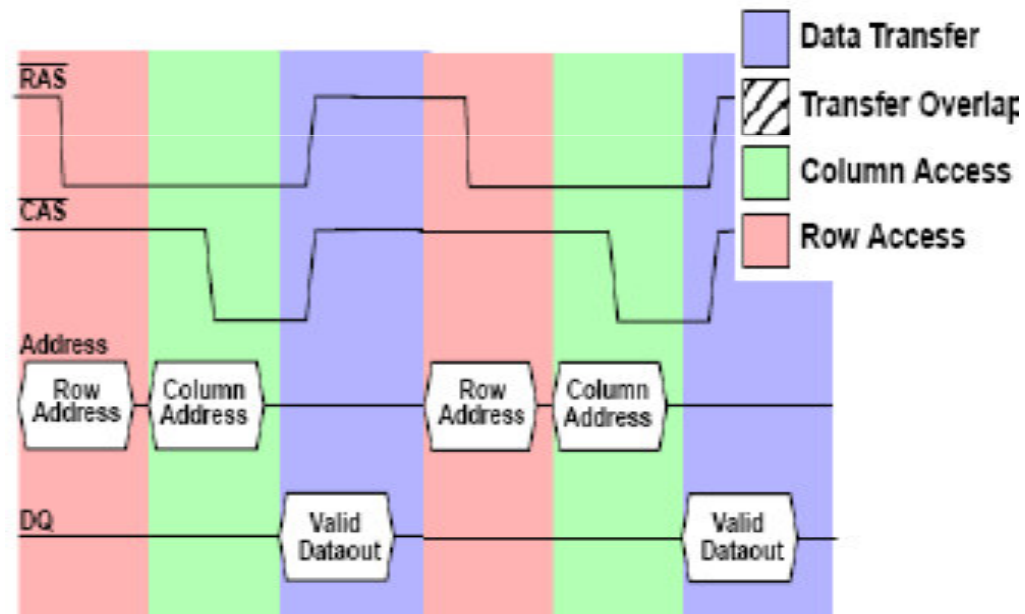 Data Transfer
Transfer Overlap
Column Access
Row Access
RAS
CAS
Address
Row
Address
Column
Address
Row
Address
Column
Address
DQ
Valid
Dataout
Valid
Dataout